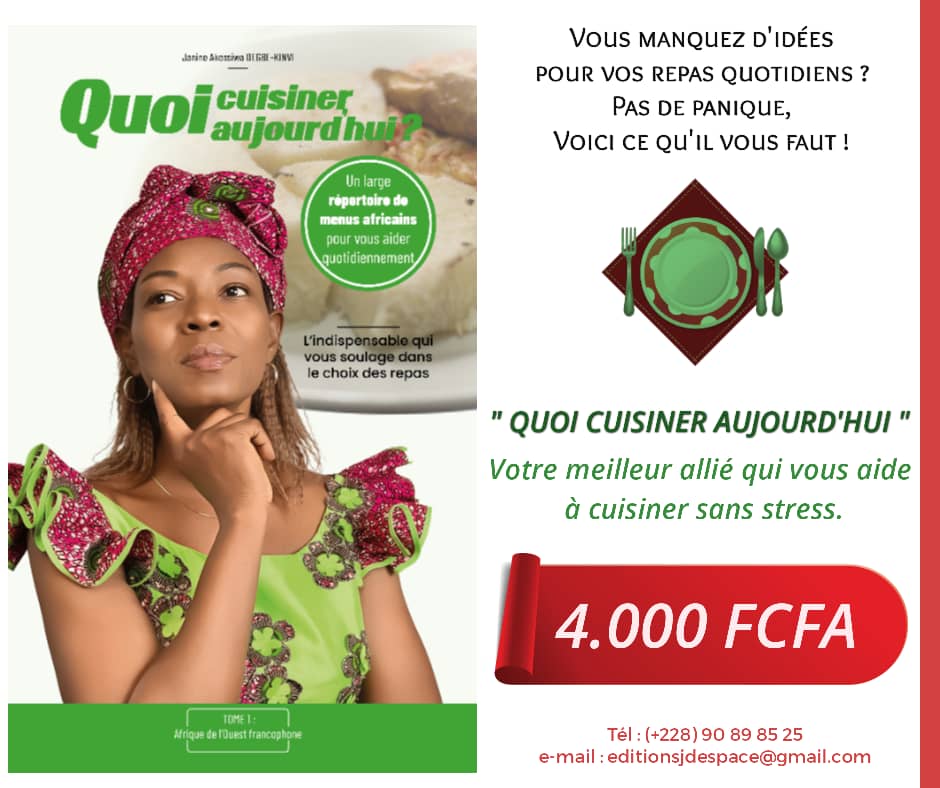 Janine Akossiwa DEGBE-KINVI
Quoi cuisiner
aujourd'hui ?
Un large
répertoire de
menus africains
pour vous aider
quotidiennement
L'indispensable qui
vous soulage dans
le choix des repas
TOME 1 :
Afrique de l'Ouest francophone
Vous manquez d'idées
pour vos repas quotidiens ?
Pas de panique,
Voici ce qu'il vous faut !
" QUOI CUISINER AUJOURD'HUI "
Votre meilleur allié qui vous aide
à cuisiner sans stress.
4.000 FCFA
Tél : (+228) 90 89 85 25
e-mail : editionsjdespace@gmail.com